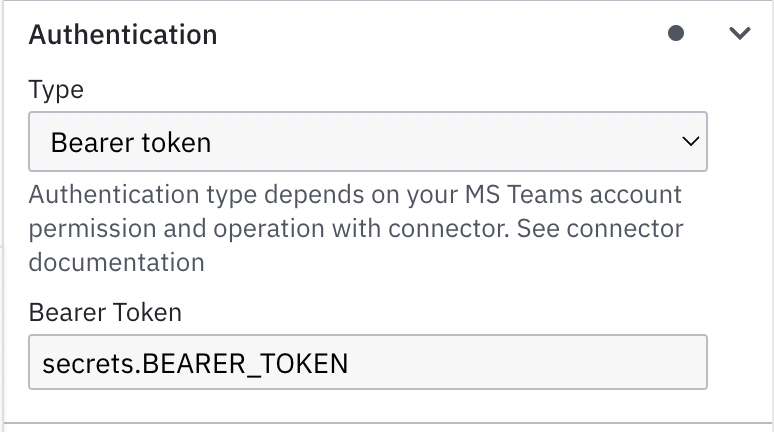 Authentication
Type
Bearer token
Authentication type depends on your MS Teams account
permission and operation with connector. See connector
documentation
Bearer Token
secrets.BEARER_TOKEN